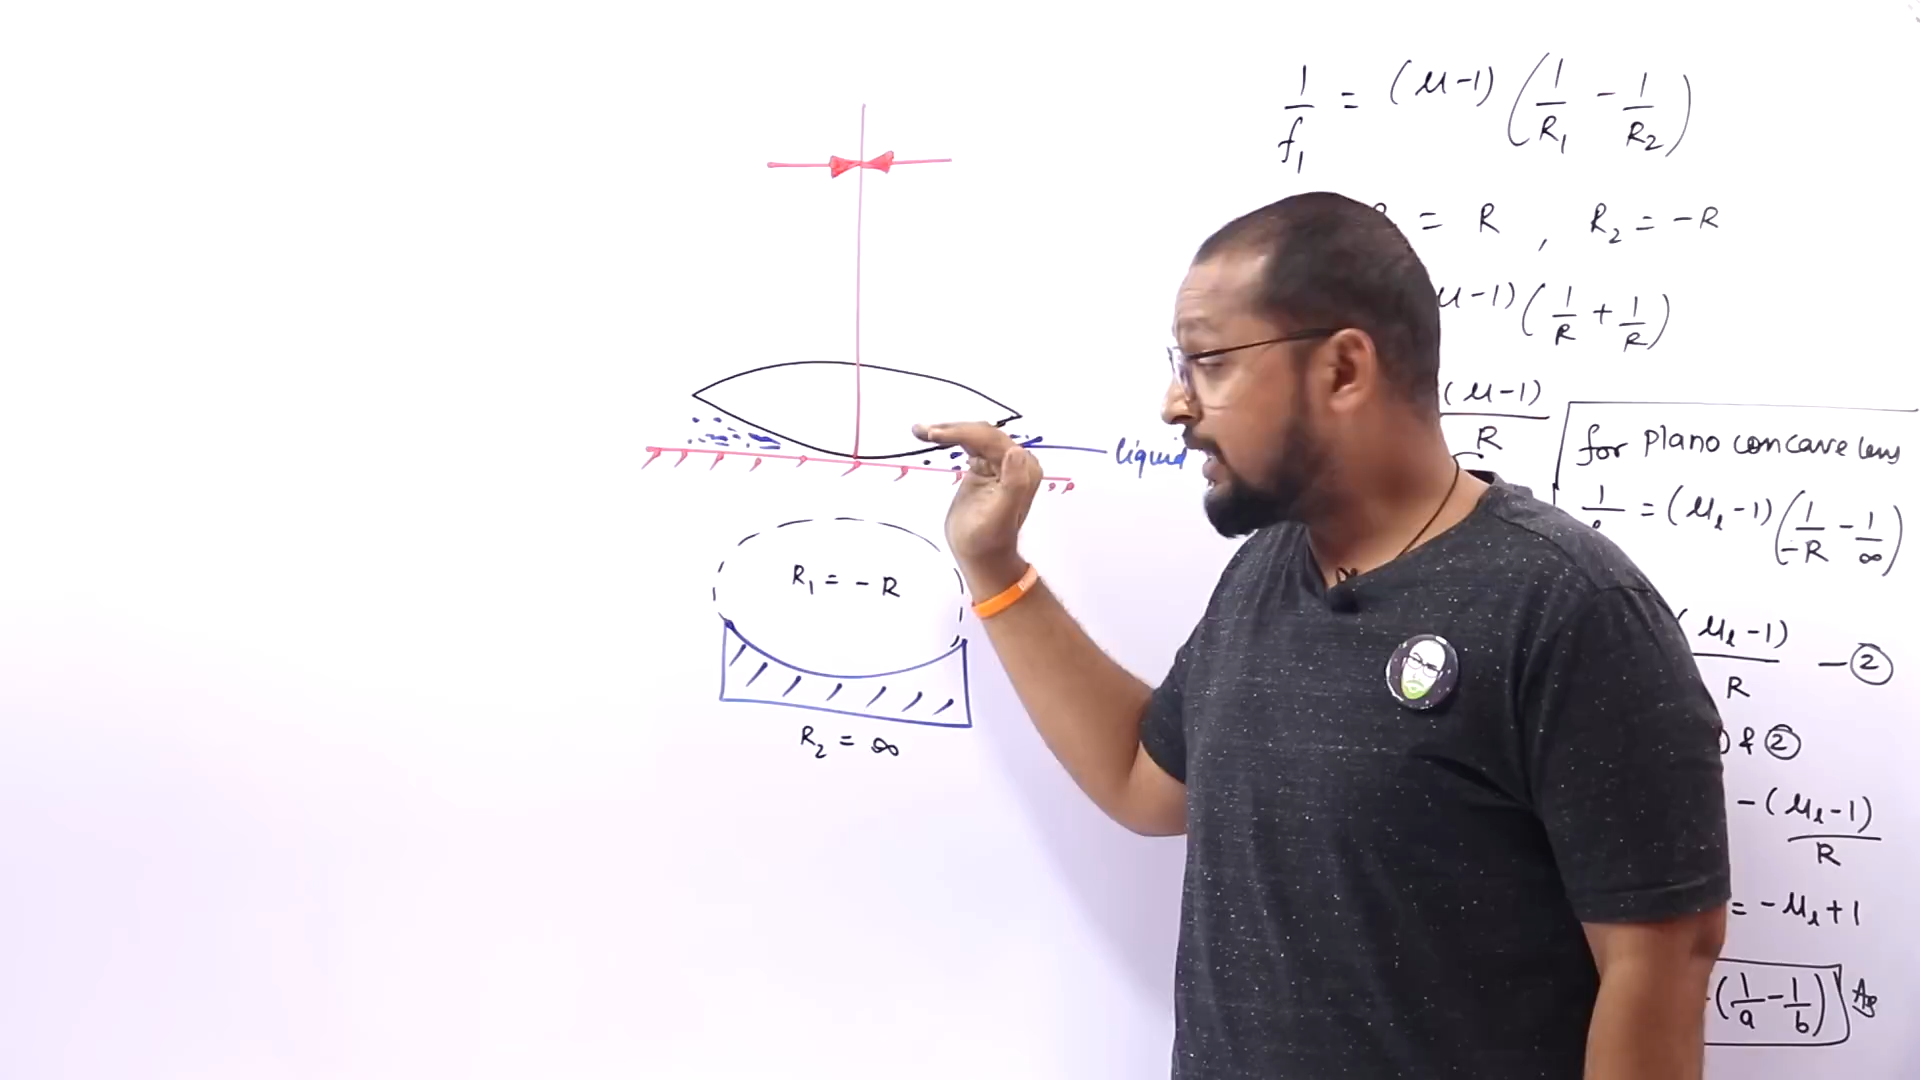 1/f₁ = (μ-1) (1/R₁ - 1/R₂)
= R , R₂ = -R
μ-1) (1/R + 1/R)
(μ-1)/R
liquid
for Plano concave lens
1/ = (μₗ-1) (1/-R - 1/∞)
R₁ = - R
(μₗ-1)/R - ②
R₂ = ∞
& ②
-(μₗ-1)/R
= -μₗ+1
(1/a - 1/b) Ans